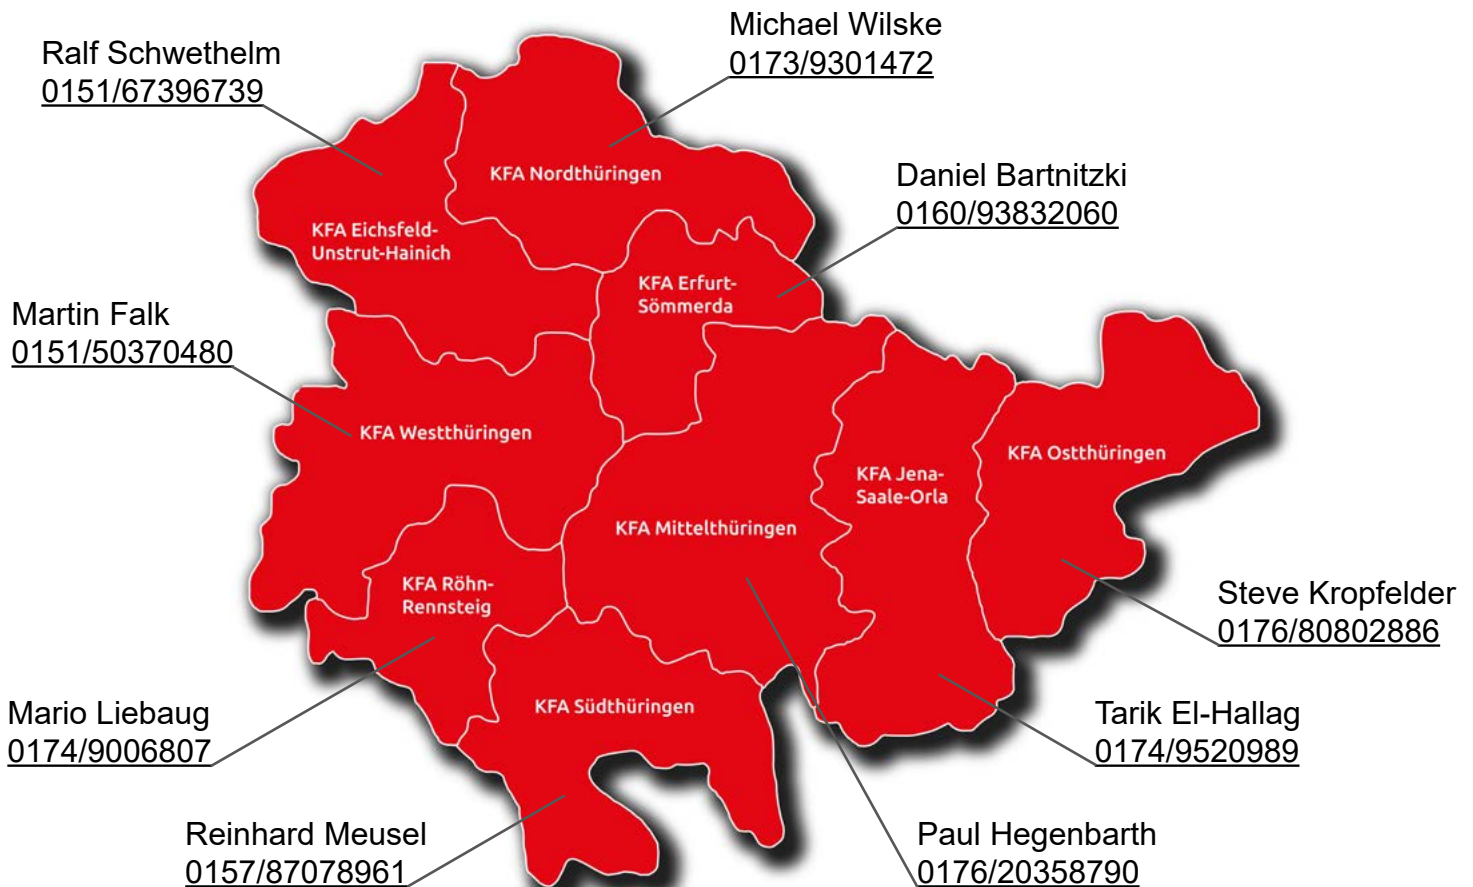 Michael Wilske
0173/9301472
Ralf Schwethelm
0151/67396739
KFA Nordthüringen
Daniel Bartnitzki
0160/93832060
KFA Eichsfeld-
Unstrut-Hainich
KFA Erfurt-
Sömmerda
Martin Falk
0151/50370480
KFA Westthüringen
KFA Ostthüringen
KFA Jena-
Saale-Orla
KFA Mittelthüringen
KFA Röhn-
Rennsteig
Steve Kropfelder
0176/80802886
KFA Südthüringen
Mario Liebaug
0174/9006807
Tarik El-Hallag
0174/9520989
Reinhard Meusel
0157/87078961
Paul Hegenbarth
0176/20358790